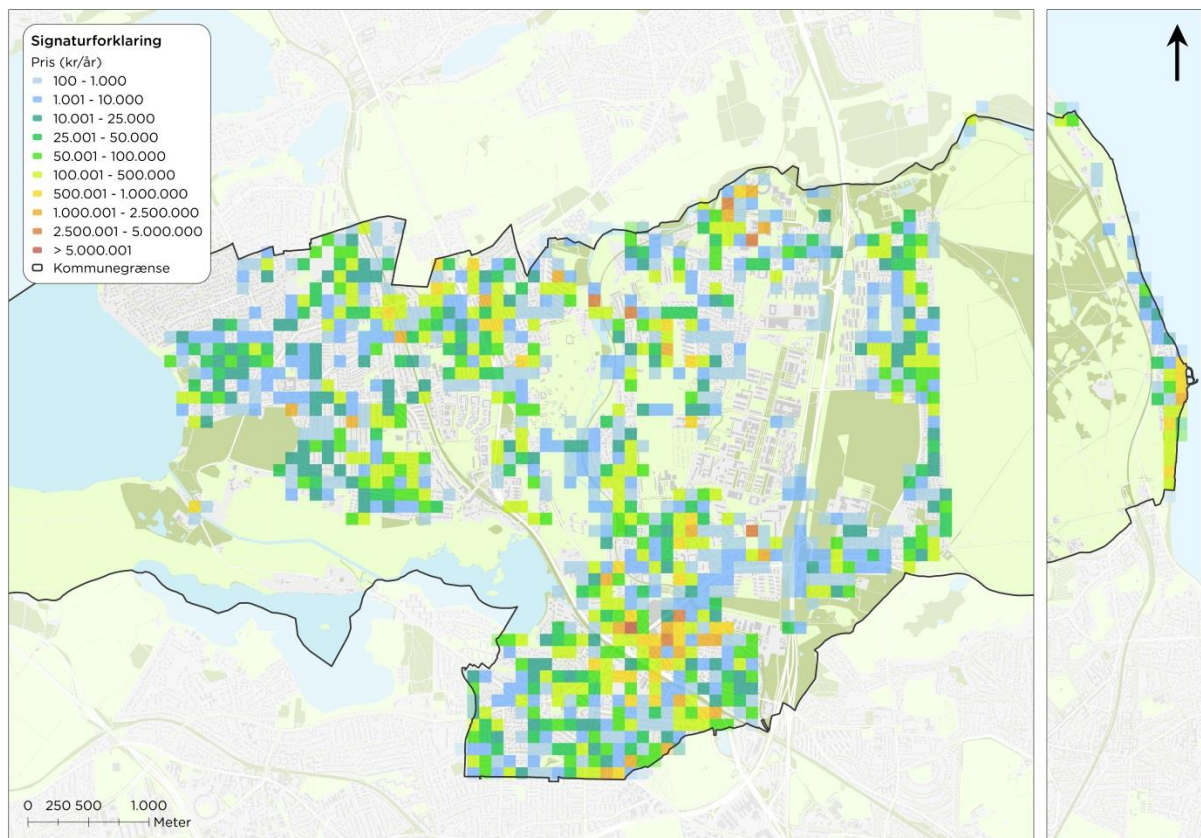 Signaturforklaring
Pris (kr/år)
100 - 1.000
1.001 - 10.000
10.001 - 25.000
25.001 - 50.000
50.001 - 100.000
100.001 - 500.000
500.001 - 1.000.000
1.000.001 - 2.500.000
2.500.001 - 5.000.000
> 5.000.001
Kommunegrænse
0 250 500 1.000
Meter